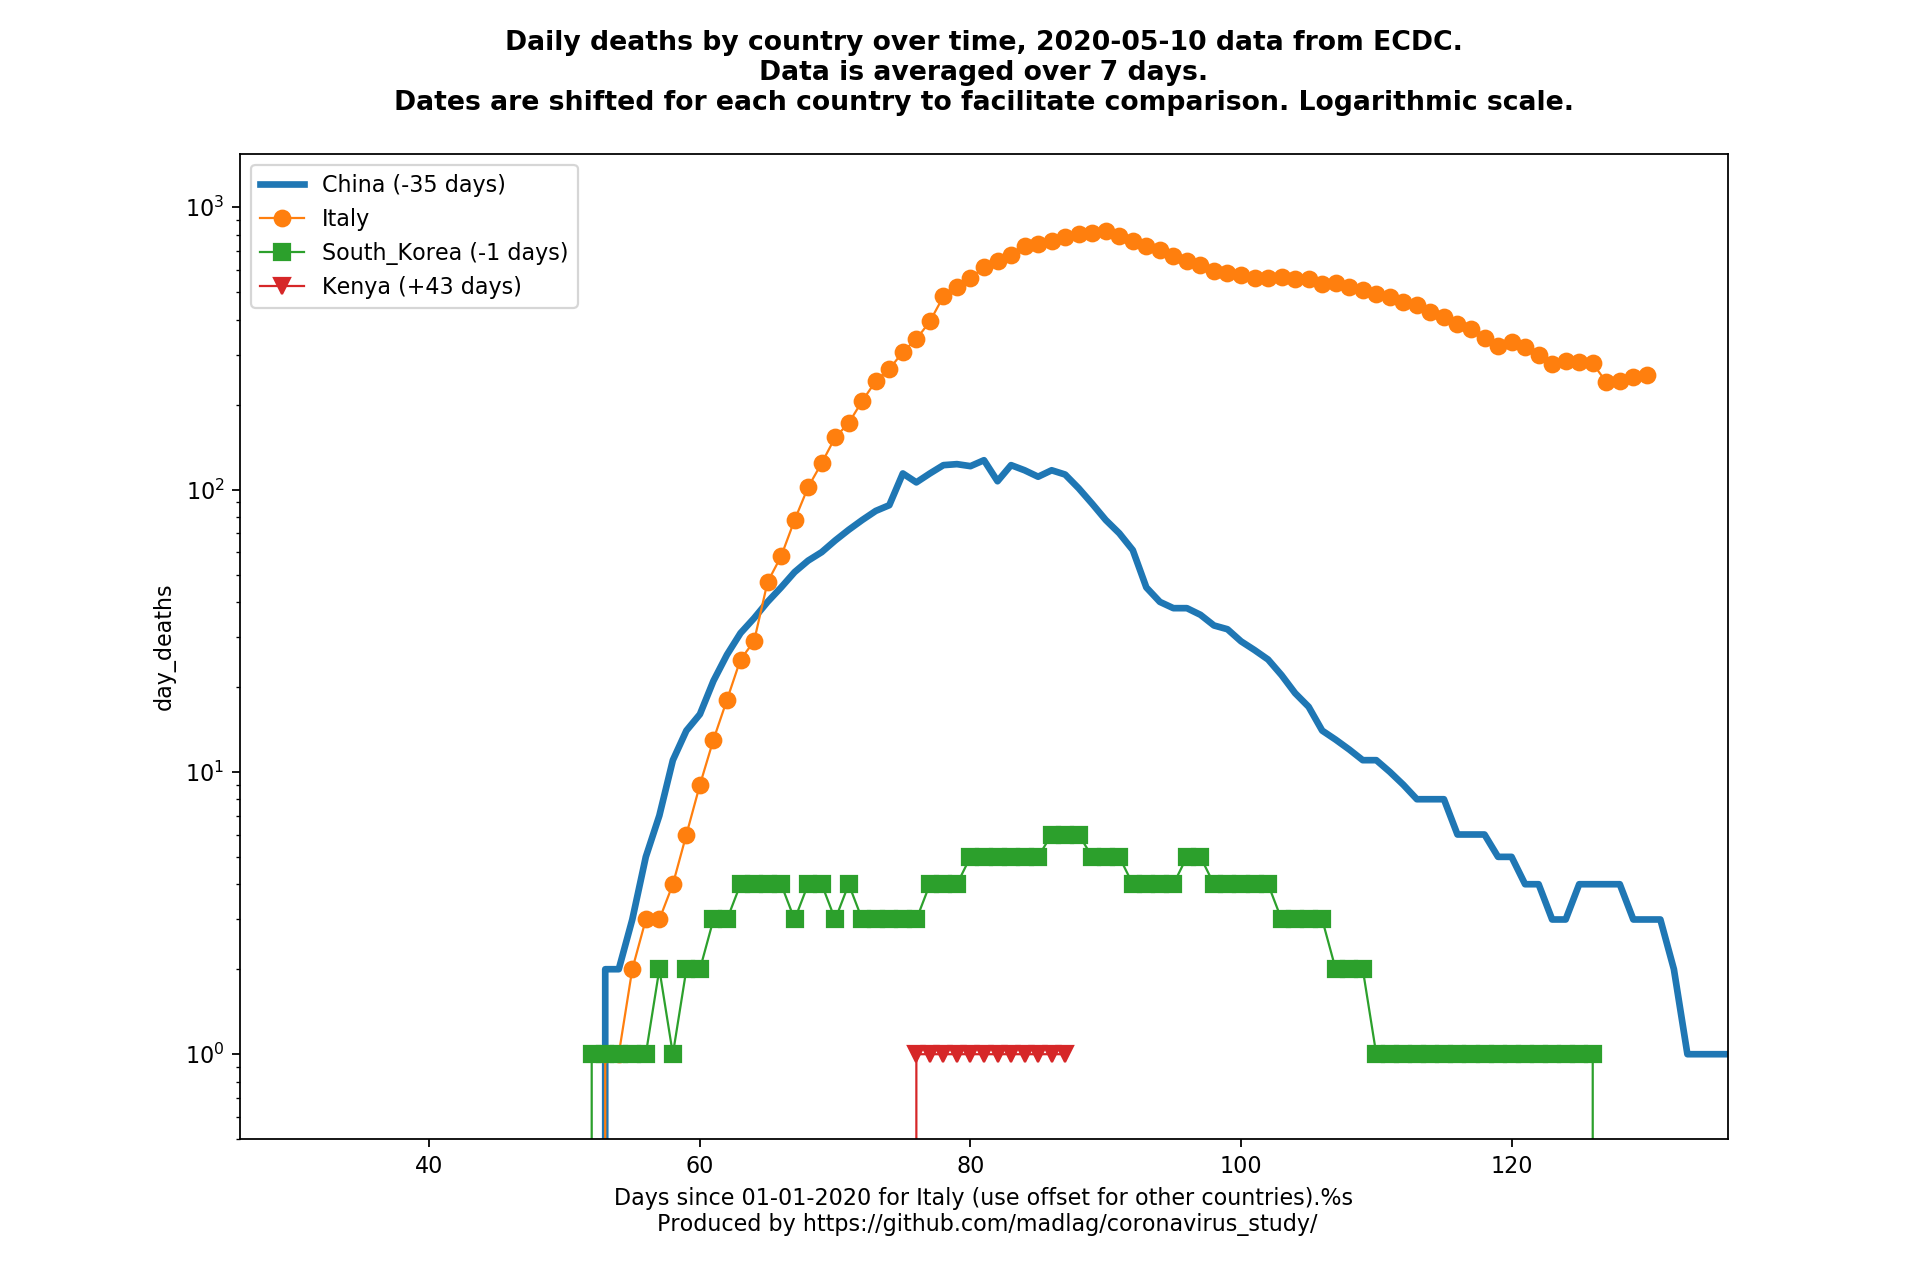 Daily deaths by country over time, 2020-05-10 data from ECDC.
Data is averaged over 7 days.
Dates are shifted for each country to facilitate comparison. Logarithmic scale.
China (-35 days)
Italy
South_Korea (-1 days)
Kenya (+43 days)
10³
10²
10¹
10⁰
day_deaths
40 60 80 100 120
Days since 01-01-2020 for Italy (use offset for other countries).%s
Produced by https://github.com/madlag/coronavirus_study/